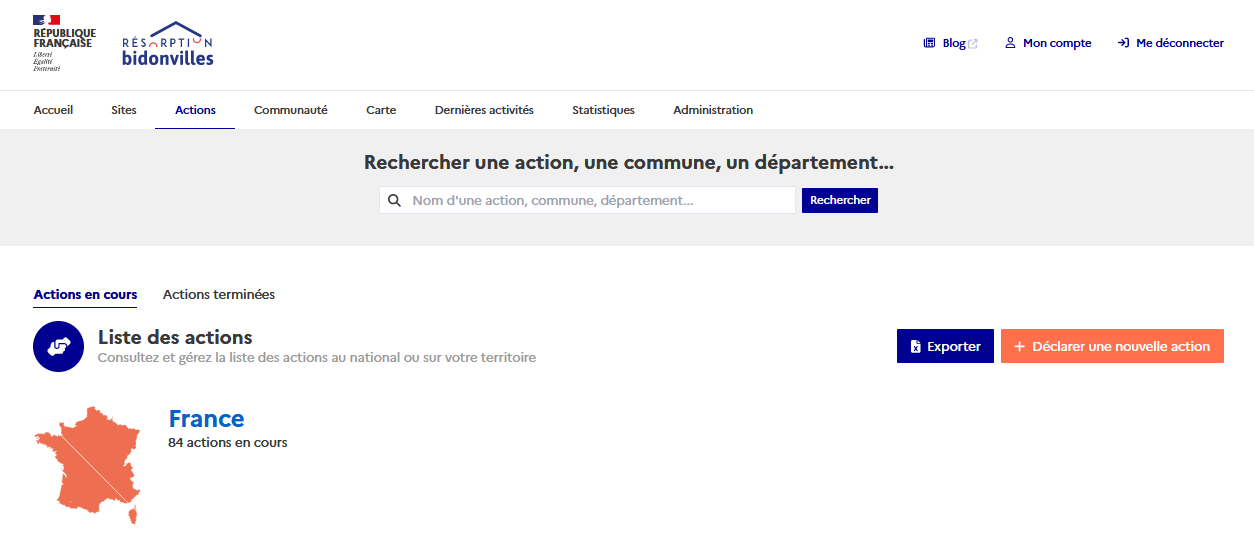 RÉPUBLIQUE
FRANÇAISE
Liberté
Égalité
Fraternité
RÉSORPTION
bidonvilles
Blog
Mon compte
Me déconnecter
Accueil
Sites
Actions
Communauté
Carte
Dernières activités
Statistiques
Administration
Rechercher une action, une commune, un département...
Nom d'une action, commune, département...
Rechercher
Actions en cours
Actions terminées
Liste des actions
Consultez et gérez la liste des actions au national ou sur votre territoire
Exporter
Déclarer une nouvelle action
France
84 actions en cours